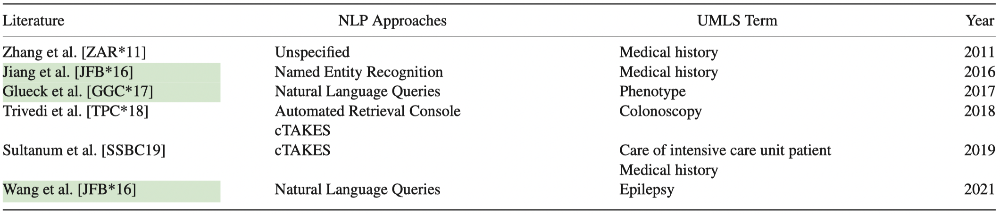 Literature NLP Approaches UMLS Term Year
Zhang et al. [ZAR*11] Unspecified Medical history 2011
Jiang et al. [JFB*16] Named Entity Recognition Medical history 2016
Glueck et al. [GGC*17] Natural Language Queries Phenotype 2017
Trivedi et al. [TPC*18] Automated Retrieval Console Colonoscopy 2018
cTAKES
Sultanum et al. [SSBC19] cTAKES Care of intensive care unit patient 2019
Medical history
Wang et al. [JFB*16] Natural Language Queries Epilepsy 2021